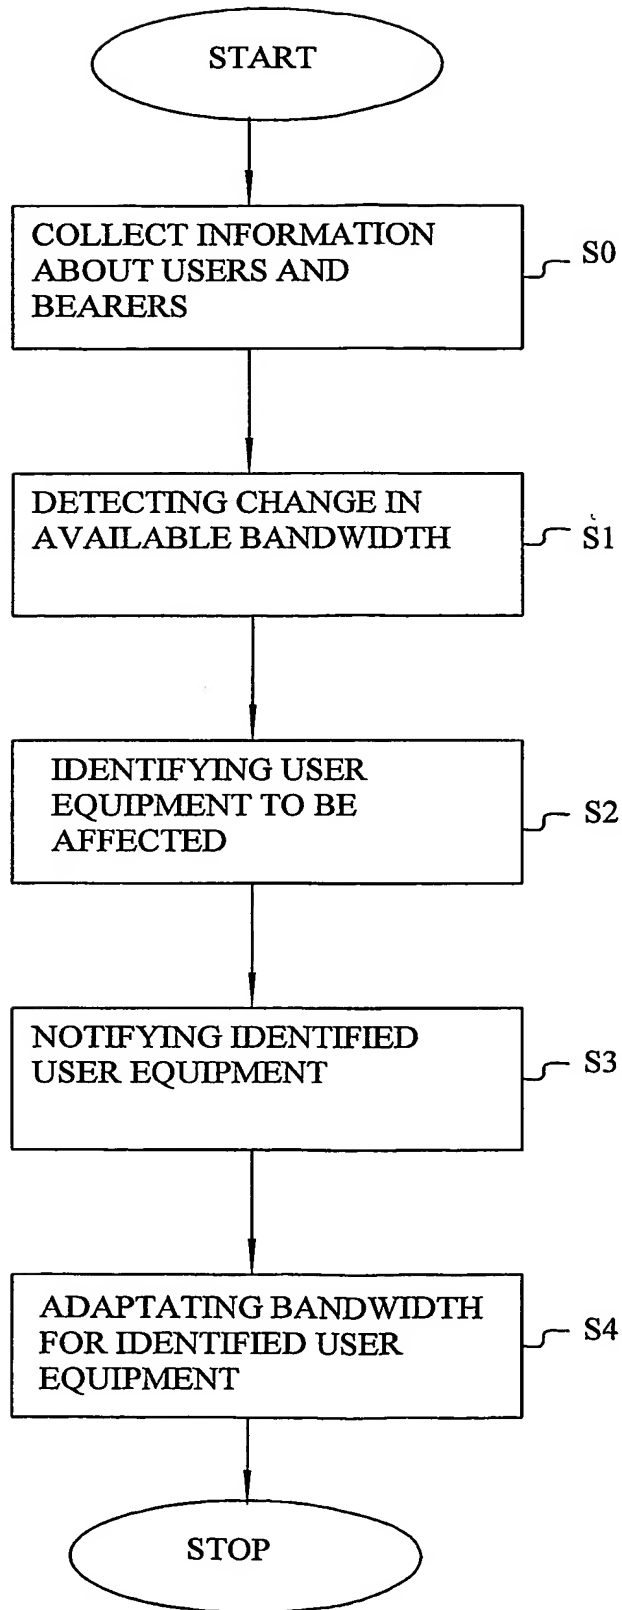 START
COLLECT INFORMATION
ABOUT USERS AND
BEARERS
S0
DETECTING CHANGE IN
AVAILABLE BANDWIDTH
S1
IDENTIFYING USER
EQUIPMENT TO BE
AFFECTED
S2
NOTIFYING IDENTIFIED
USER EQUIPMENT
S3
ADAPTATING BANDWIDTH
FOR IDENTIFIED USER
EQUIPMENT
S4
STOP